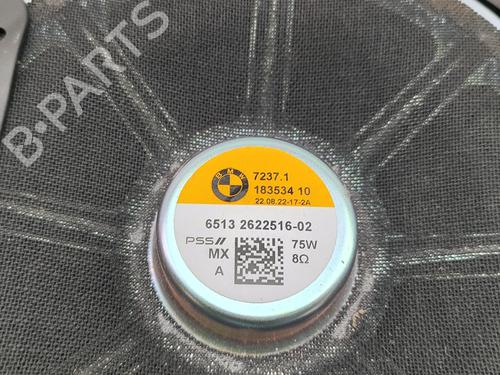 B-PARTS
BMW
7237.1
183534 10
22.08.22-17-2A
6513 2622516-02
PSS//
75W
MX
8Ω
A